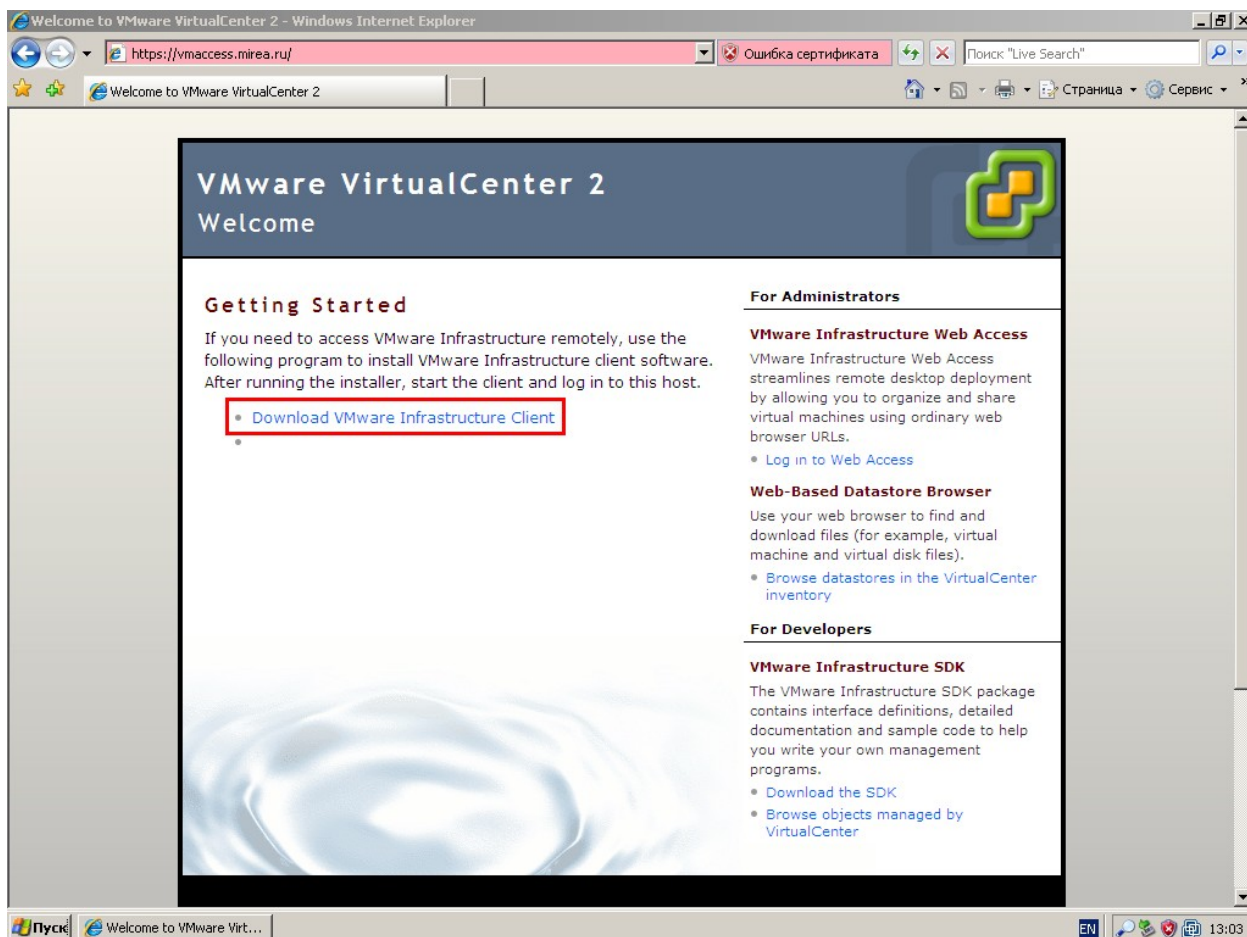 Welcome to VMware VirtualCenter 2 - Windows Internet Explorer
https://vmaccess.mirea.ru/
Ошибка сертификата
Поиск "Live Search"
Welcome to VMware VirtualCenter 2
Страница
Сервис
VMware VirtualCenter 2
Welcome
Getting Started
If you need to access VMware Infrastructure remotely, use the
following program to install VMware Infrastructure client software.
After running the installer, start the client and log in to this host.
Download VMware Infrastructure Client
For Administrators
VMware Infrastructure Web Access
VMware Infrastructure Web Access
streamlines remote desktop deployment
by allowing you to organize and share
virtual machines using ordinary web
browser URLs.
Log in to Web Access
Web-Based Datastore Browser
Use your web browser to find and
download files (for example, virtual
machine and virtual disk files).
Browse datastores in the VirtualCenter
inventory
For Developers
VMware Infrastructure SDK
The VMware Infrastructure SDK package
contains interface definitions, detailed
documentation and sample code to help
you write your own management
programs.
Download the SDK
Browse objects managed by
VirtualCenter
Пуск
Welcome to VMware Virt...
EN
13:03